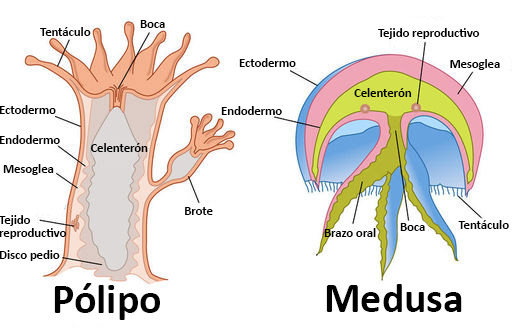 Tentáculo
Boca
Ectodermo
Endodermo
Celenterón
Mesoglea
Brote
Tejido
reproductivo
Disco pedio
Pólipo
Tejido reproductivo
Ectodermo
Mesoglea
Celenterón
Endodermo
Tentáculo
Boca
Brazo oral
Medusa